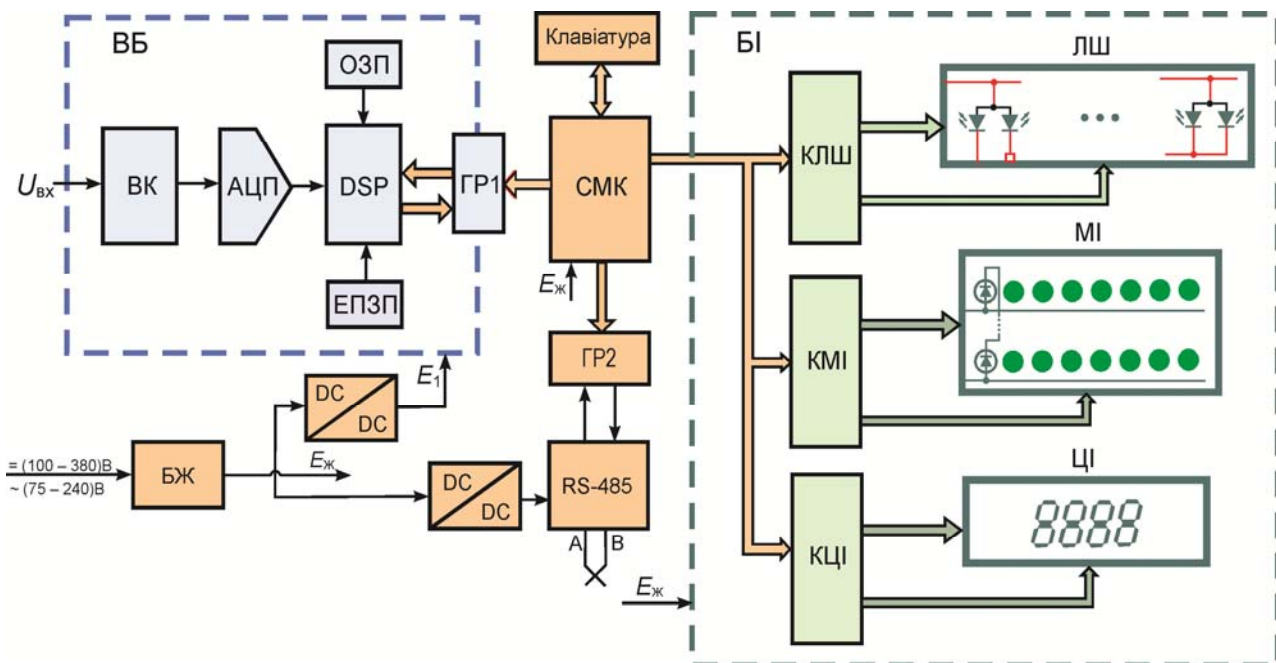 ВБ
Клавіатура
БІ
ЛШ
ОЗП
КЛШ
Uвх
ВК
АЦП
DSP
ГР1
СМК
МІ
ЕПЗП
Eж
КМІ
ГР2
E1
DC
DC
= (100 – 380)В
~ (75 – 240)В
БЖ
Eж
DC
DC
RS-485
ЦІ
КЦІ
8888
A
B
Eж